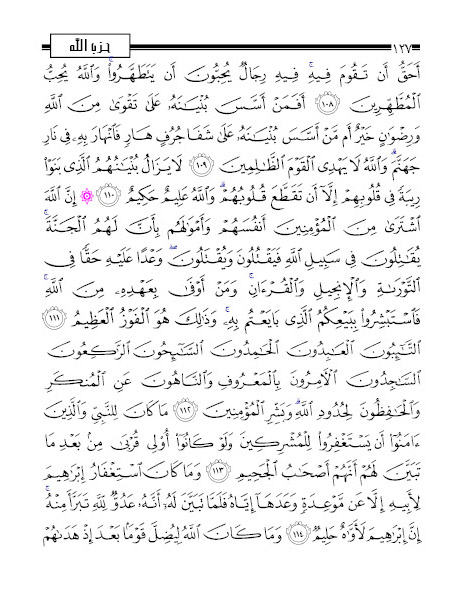 حزب الله ١٢٧
أَحَقُّ أَن تَقُومَ فِيهِ ۚ فِيهِ رِجَالٌ يُحِبُّونَ أَن يَتَطَهَّرُوا۟ ۚ وَٱللَّهُ يُحِبُّ
ٱلْمُطَّهِّرِينَ ١٠٨ أَفَمَنْ أَسَّسَ بُنْيَـٰنَهُۥ عَلَىٰ تَقْوَىٰ مِنَ ٱللَّهِ
وَرِضْوَٰنٍ خَيْرٌ أَم مَّنْ أَسَّسَ بُنْيَـٰنَهُۥ عَلَىٰ شَفَا جُرُفٍ هَارٍ فَٱنْهَارَ بِهِۦ فِى نَارِ
جَهَنَّمَ ۗ وَٱللَّهُ لَا يَهْدِى ٱلْقَوْمَ ٱلظَّـٰلِمِينَ ١٠٩ لَا يَزَالُ بُنْيَـٰنُهُمُ ٱلَّذِى بَنَوْا۟
رِيبَةً فِى قُلُوبِهِمْ إِلَّآ أَن تَقَطَّعَ قُلُوبُهُمْ ۗ وَٱللَّهُ عَلِيمٌ حَكِيمٌ ١١٠ ۞ إِنَّ ٱللَّهَ
ٱشْتَرَىٰ مِنَ ٱلْمُؤْمِنِينَ أَنفُسَهُمْ وَأَمْوَٰلَهُم بِأَنَّ لَهُمُ ٱلْجَنَّةَ ۚ
يُقَـٰتِلُونَ فِى سَبِيلِ ٱللَّهِ فَيَقْتُلُونَ وَيُقْتَلُونَ ۖ وَعْدًا عَلَيْهِ حَقًّا فِى
ٱلتَّوْرَىٰةِ وَٱلْإِنجِيلِ وَٱلْقُرْءَانِ ۚ وَمَنْ أَوْفَىٰ بِعَهْدِهِۦ مِنَ ٱللَّهِ ۚ
فَٱسْتَبْشِرُوا۟ بِبَيْعِكُمُ ٱلَّذِى بَايَعْتُم بِهِۦ ۚ وَذَٰلِكَ هُوَ ٱلْفَوْزُ ٱلْعَظِيمُ ١١١
ٱلتَّـٰٓئِبُونَ ٱلْعَـٰبِدُونَ ٱلْحَـٰمِدُونَ ٱلسَّـٰٓئِحُونَ ٱلرَّٰكِعُونَ
ٱلسَّـٰجِدُونَ ٱلْـَٔامِرُونَ بِٱلْمَعْرُوفِ وَٱلنَّاهُونَ عَنِ ٱلْمُنكَرِ
وَٱلْحَـٰفِظُونَ لِحُدُودِ ٱللَّهِ ۗ وَبَشِّرِ ٱلْمُؤْمِنِينَ ١١٢ مَا كَانَ لِلنَّبِىِّ وَٱلَّذِينَ
ءَامَنُوٓا۟ أَن يَسْتَغْفِرُوا۟ لِلْمُشْرِكِينَ وَلَوْ كَانُوٓا۟ أُو۟لِى قُرْبَىٰ مِنۢ بَعْدِ مَا
تَبَيَّنَ لَهُمْ أَنَّهُمْ أَصْحَـٰبُ ٱلْجَحِيمِ ١١٣ وَمَا كَانَ ٱسْتِغْفَارُ إِبْرَٰهِيمَ
لِأَبِيهِ إِلَّا عَن مَّوْعِدَةٍ وَعَدَهَآ إِيَّاهُ فَلَمَّا تَبَيَّنَ لَهُۥٓ أَنَّهُۥ عَدُوٌّ لِّلَّهِ تَبَرَّأَ مِنْهُ ۚ
إِنَّ إِبْرَٰهِيمَ لَأَوَّٰهٌ حَلِيمٌ ١١٤ وَمَا كَانَ ٱللَّهُ لِيُضِلَّ قَوْمًۢا بَعْدَ إِذْ هَدَىٰهُمْ